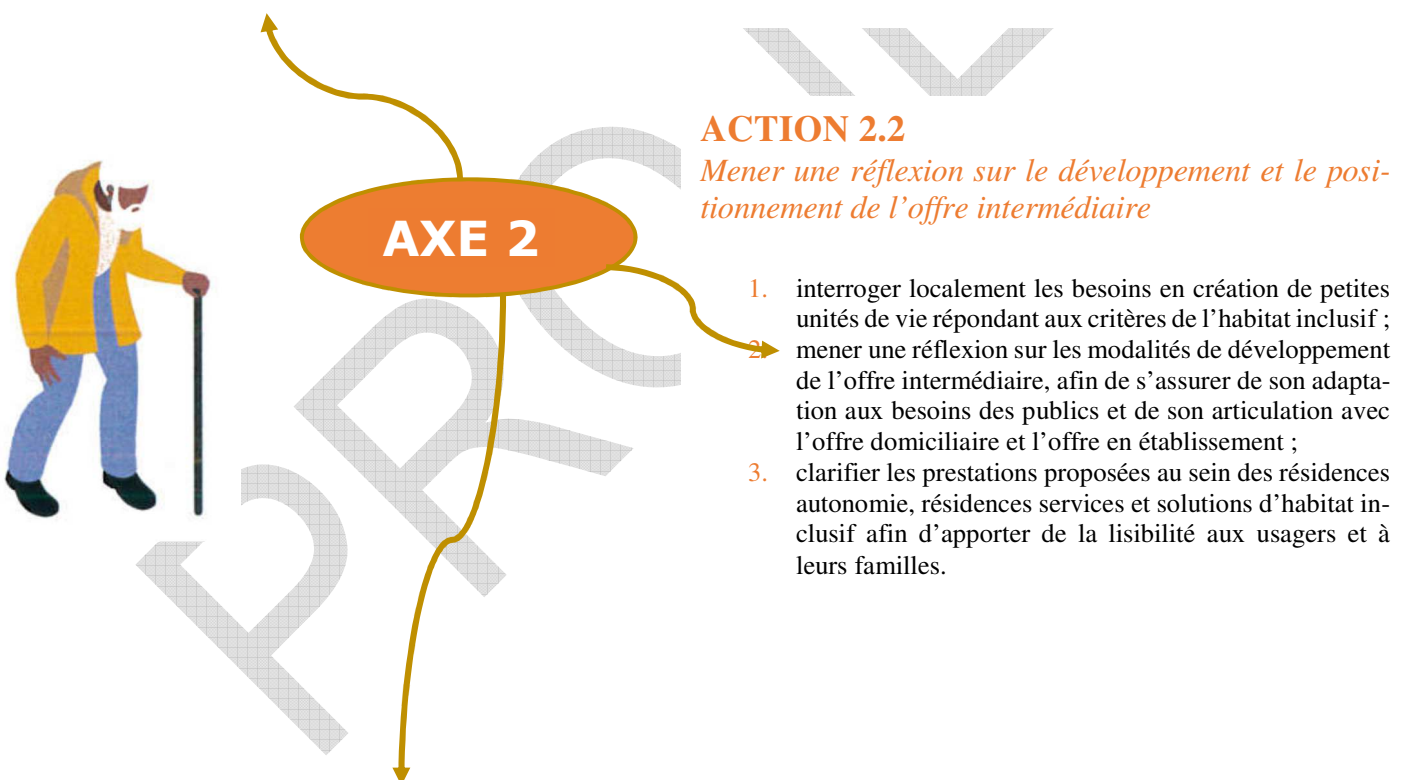 ACTION 2.2
Mener une réflexion sur le développement et le posi-
tionnement de l'offre intermédiaire
AXE 2
1. interroger localement les besoins en création de petites
unités de vie répondant aux critères de l'habitat inclusif ;
2. mener une réflexion sur les modalités de développement
de l'offre intermédiaire, afin de s'assurer de son adapta-
tion aux besoins des publics et de son articulation avec
l'offre domiciliaire et l'offre en établissement ;
3. clarifier les prestations proposées au sein des résidences
autonomie, résidences services et solutions d'habitat in-
clusif afin d'apporter de la lisibilité aux usagers et à
leurs familles.